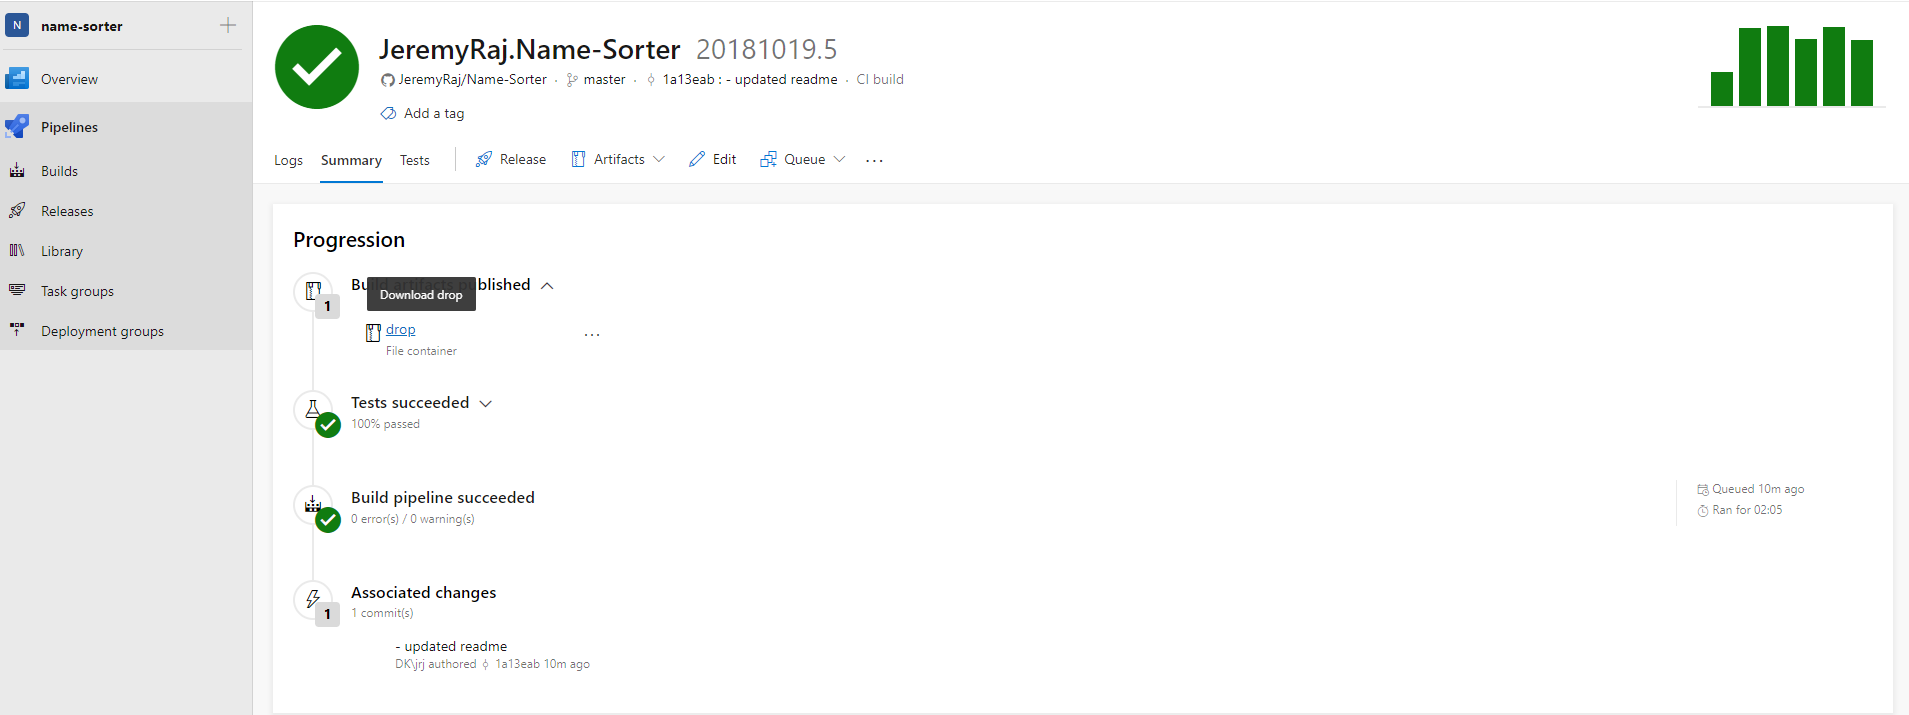 N name-sorter
Overview
Pipelines
Builds
Releases
Library
Task groups
Deployment groups
JeremyRaj.Name-Sorter 20181019.5
JeremyRaj/Name-Sorter · master · 1a13eab : - updated readme · CI build
Add a tag
Logs Summary Tests Release Artifacts Edit Queue ...
Progression
Build artifacts published
1
Download drop
drop
...
File container
Tests succeeded
100% passed
Build pipeline succeeded
0 error(s) / 0 warning(s)
Queued 10m ago
Ran for 02:05
Associated changes
1
1 commit(s)
- updated readme
DK\jrj authored 1a13eab 10m ago